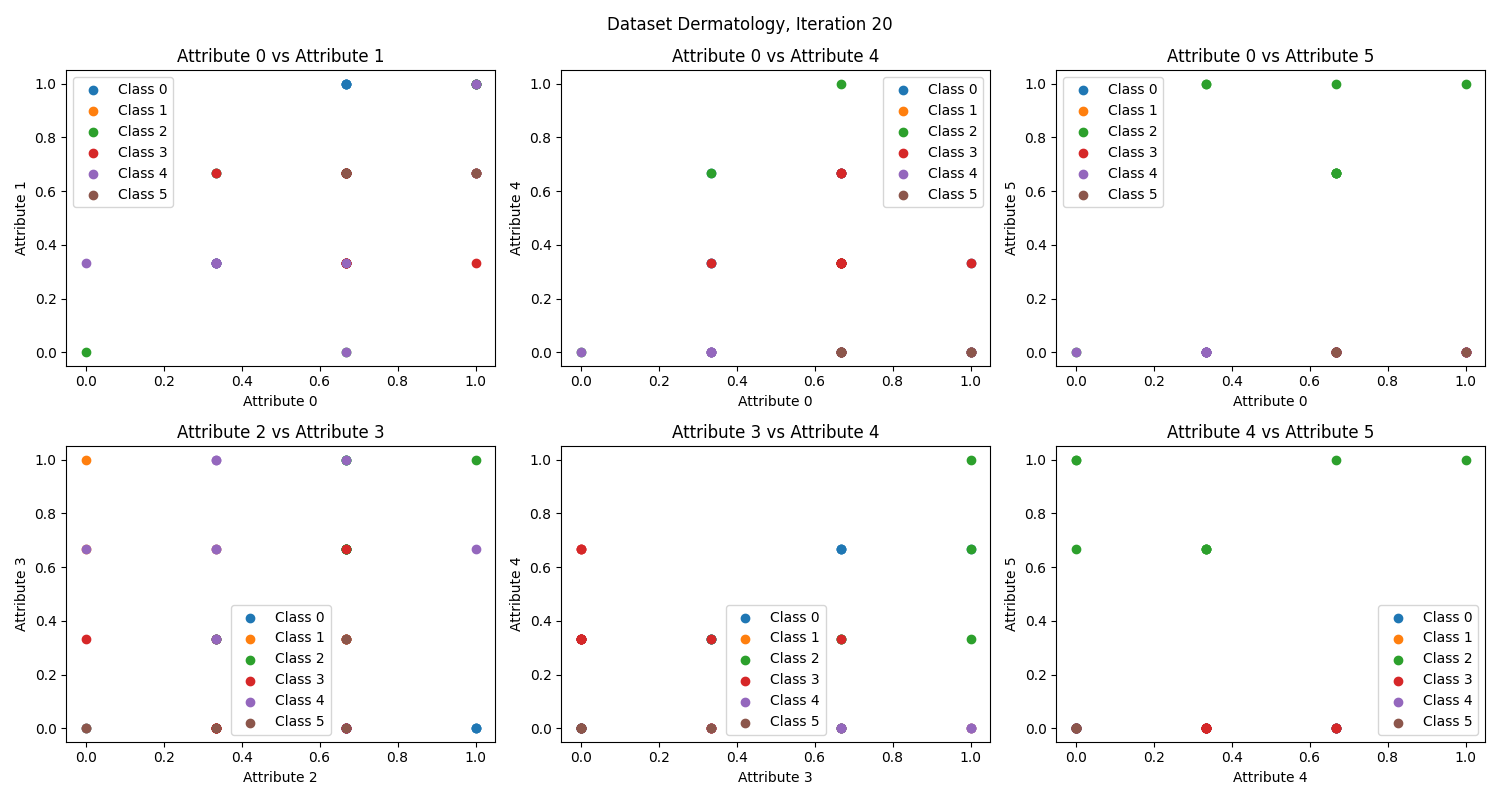 Dataset Dermatology, Iteration 20
Attribute 0 vs Attribute 1
1.0
0.8
0.6
0.4
0.2
0.0
Attribute 1
Class 0
Class 1
Class 2
Class 3
Class 4
Class 5
0.0 0.2 0.4 0.6 0.8 1.0
Attribute 0
Attribute 0 vs Attribute 4
1.0
0.8
0.6
0.4
0.2
0.0
Attribute 4
Class 0
Class 1
Class 2
Class 3
Class 4
Class 5
0.0 0.2 0.4 0.6 0.8 1.0
Attribute 0
Attribute 0 vs Attribute 5
1.0
0.8
0.6
0.4
0.2
0.0
Attribute 5
Class 0
Class 1
Class 2
Class 3
Class 4
Class 5
0.0 0.2 0.4 0.6 0.8 1.0
Attribute 0
Attribute 2 vs Attribute 3
1.0
0.8
0.6
0.4
0.2
0.0
Attribute 3
Class 0
Class 1
Class 2
Class 3
Class 4
Class 5
0.0 0.2 0.4 0.6 0.8 1.0
Attribute 2
Attribute 3 vs Attribute 4
1.0
0.8
0.6
0.4
0.2
0.0
Attribute 4
Class 0
Class 1
Class 2
Class 3
Class 4
Class 5
0.0 0.2 0.4 0.6 0.8 1.0
Attribute 3
Attribute 4 vs Attribute 5
1.0
0.8
0.6
0.4
0.2
0.0
Attribute 5
Class 0
Class 1
Class 2
Class 3
Class 4
Class 5
0.0 0.2 0.4 0.6 0.8 1.0
Attribute 4